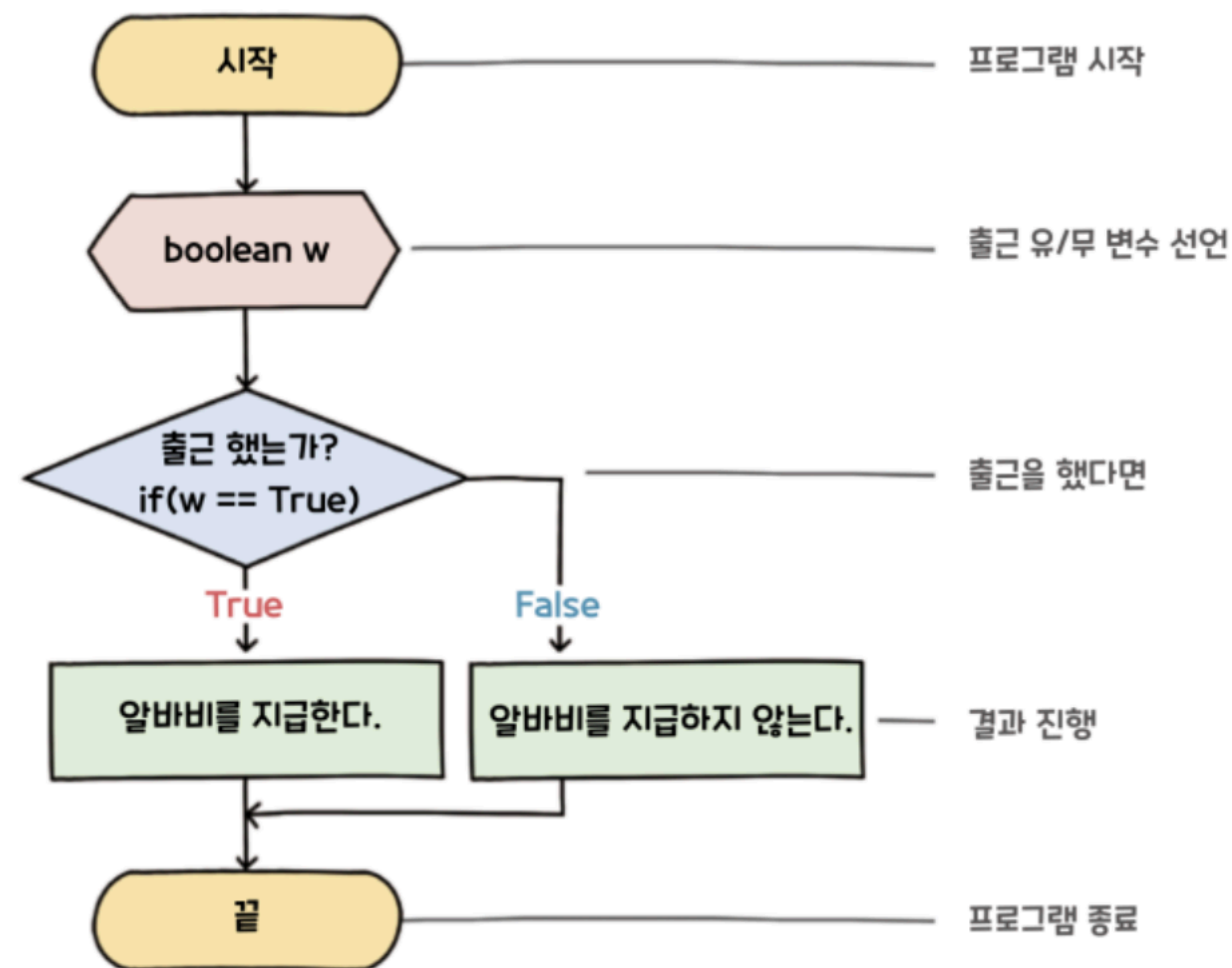 시작
프로그램 시작
boolean w
출근 유/무 변수 선언
출근 했는가?
if(w == True)
출근을 했다면
True
False
알바비를 지급한다.
알바비를 지급하지 않는다.
결과 진행
끝
프로그램 종료